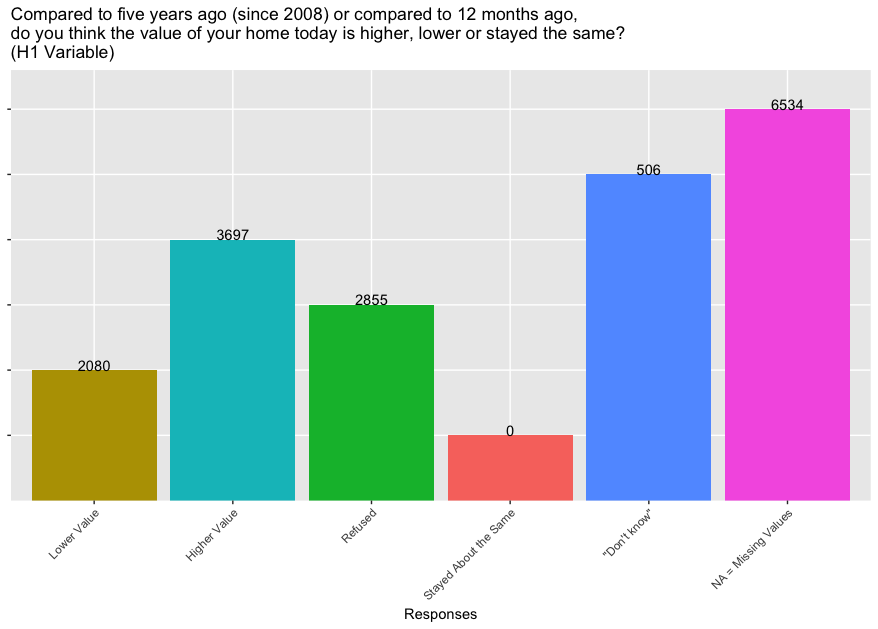 Compared to five years ago (since 2008) or compared to 12 months ago,
do you think the value of your home today is higher, lower or stayed the same?
(H1 Variable)
2080
3697
2855
0
506
6534
Lower Value
Higher Value
Refused
Stayed About the Same
"Don't know"
NA = Missing Values
Responses